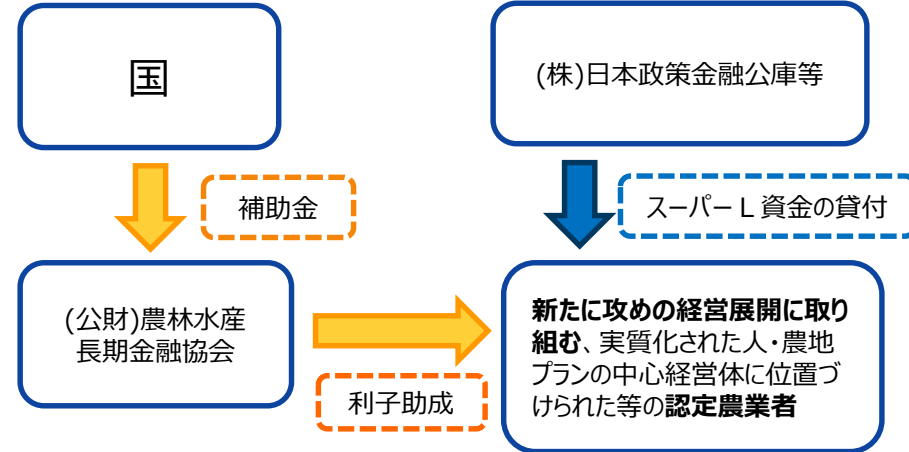 国
(株)日本政策金融公庫等
補助金
スーパーL資金の貸付
(公財)農林水産
長期金融協会
利子助成
新たに攻めの経営展開に取り
組む、実質化された人・農地
プランの中心経営体に位置づ
けられた等の認定農業者